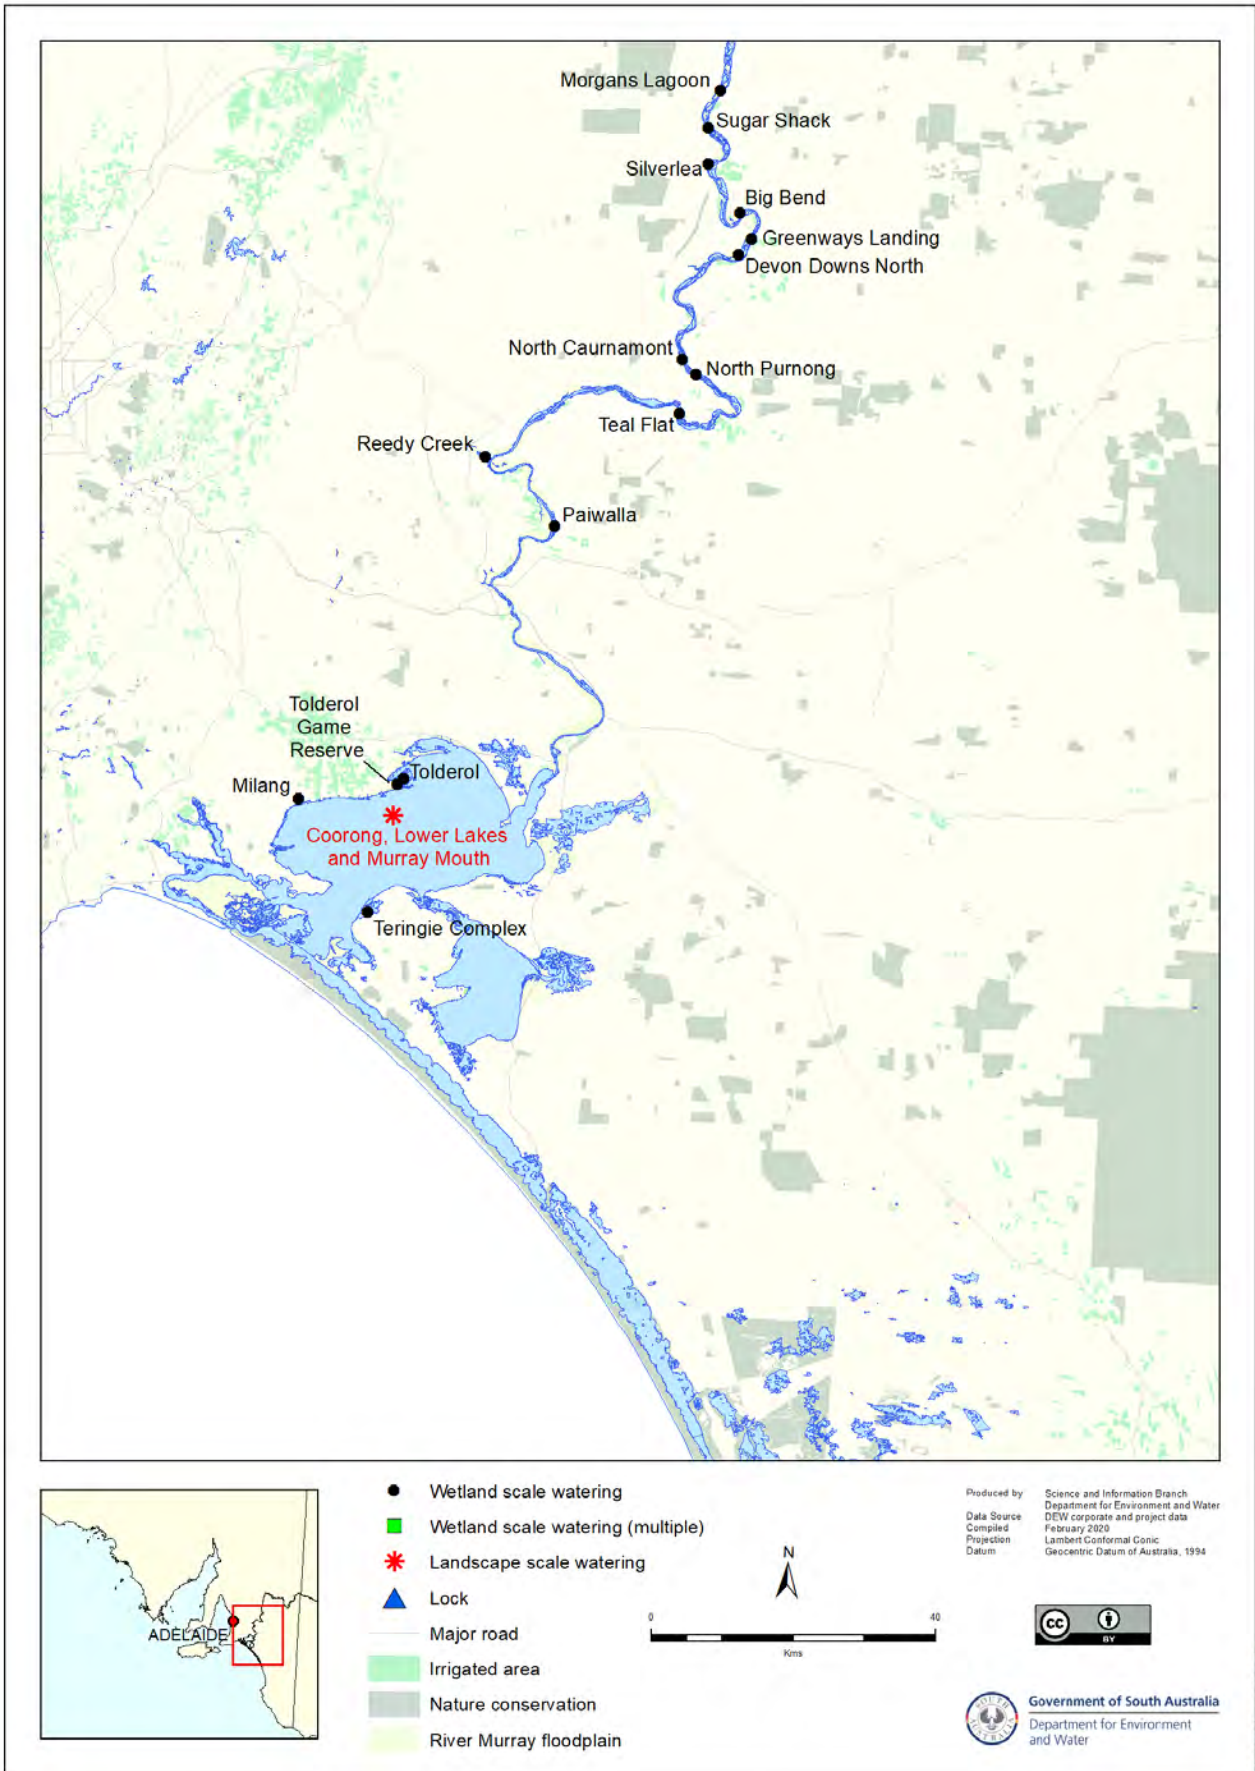 Morgans Lagoon
Sugar Shack
Silverlea
Big Bend
Greenways Landing
Devon Downs North
North Caurnamont
North Purnong
Teal Flat
Reedy Creek
Paiwalla
Tolderol
Game
Reserve
Tolderol
Milang
Coorong, Lower Lakes
and Murray Mouth
Teringie Complex
ADELAIDE
Wetland scale watering
Wetland scale watering (multiple)
Landscape scale watering
Lock
Major road
Irrigated area
Nature conservation
River Murray floodplain
N
0 40
Kms
Produced by Science and Information Branch
Department for Environment and Water
Data Source DEW corporate and project data
Compiled February 2020
Projection Lambert Conformal Conic
Datum Geocentric Datum of Australia, 1994
cc
BY
SOUTH
AUSTRALIA
Government of South Australia
Department for Environment
and Water